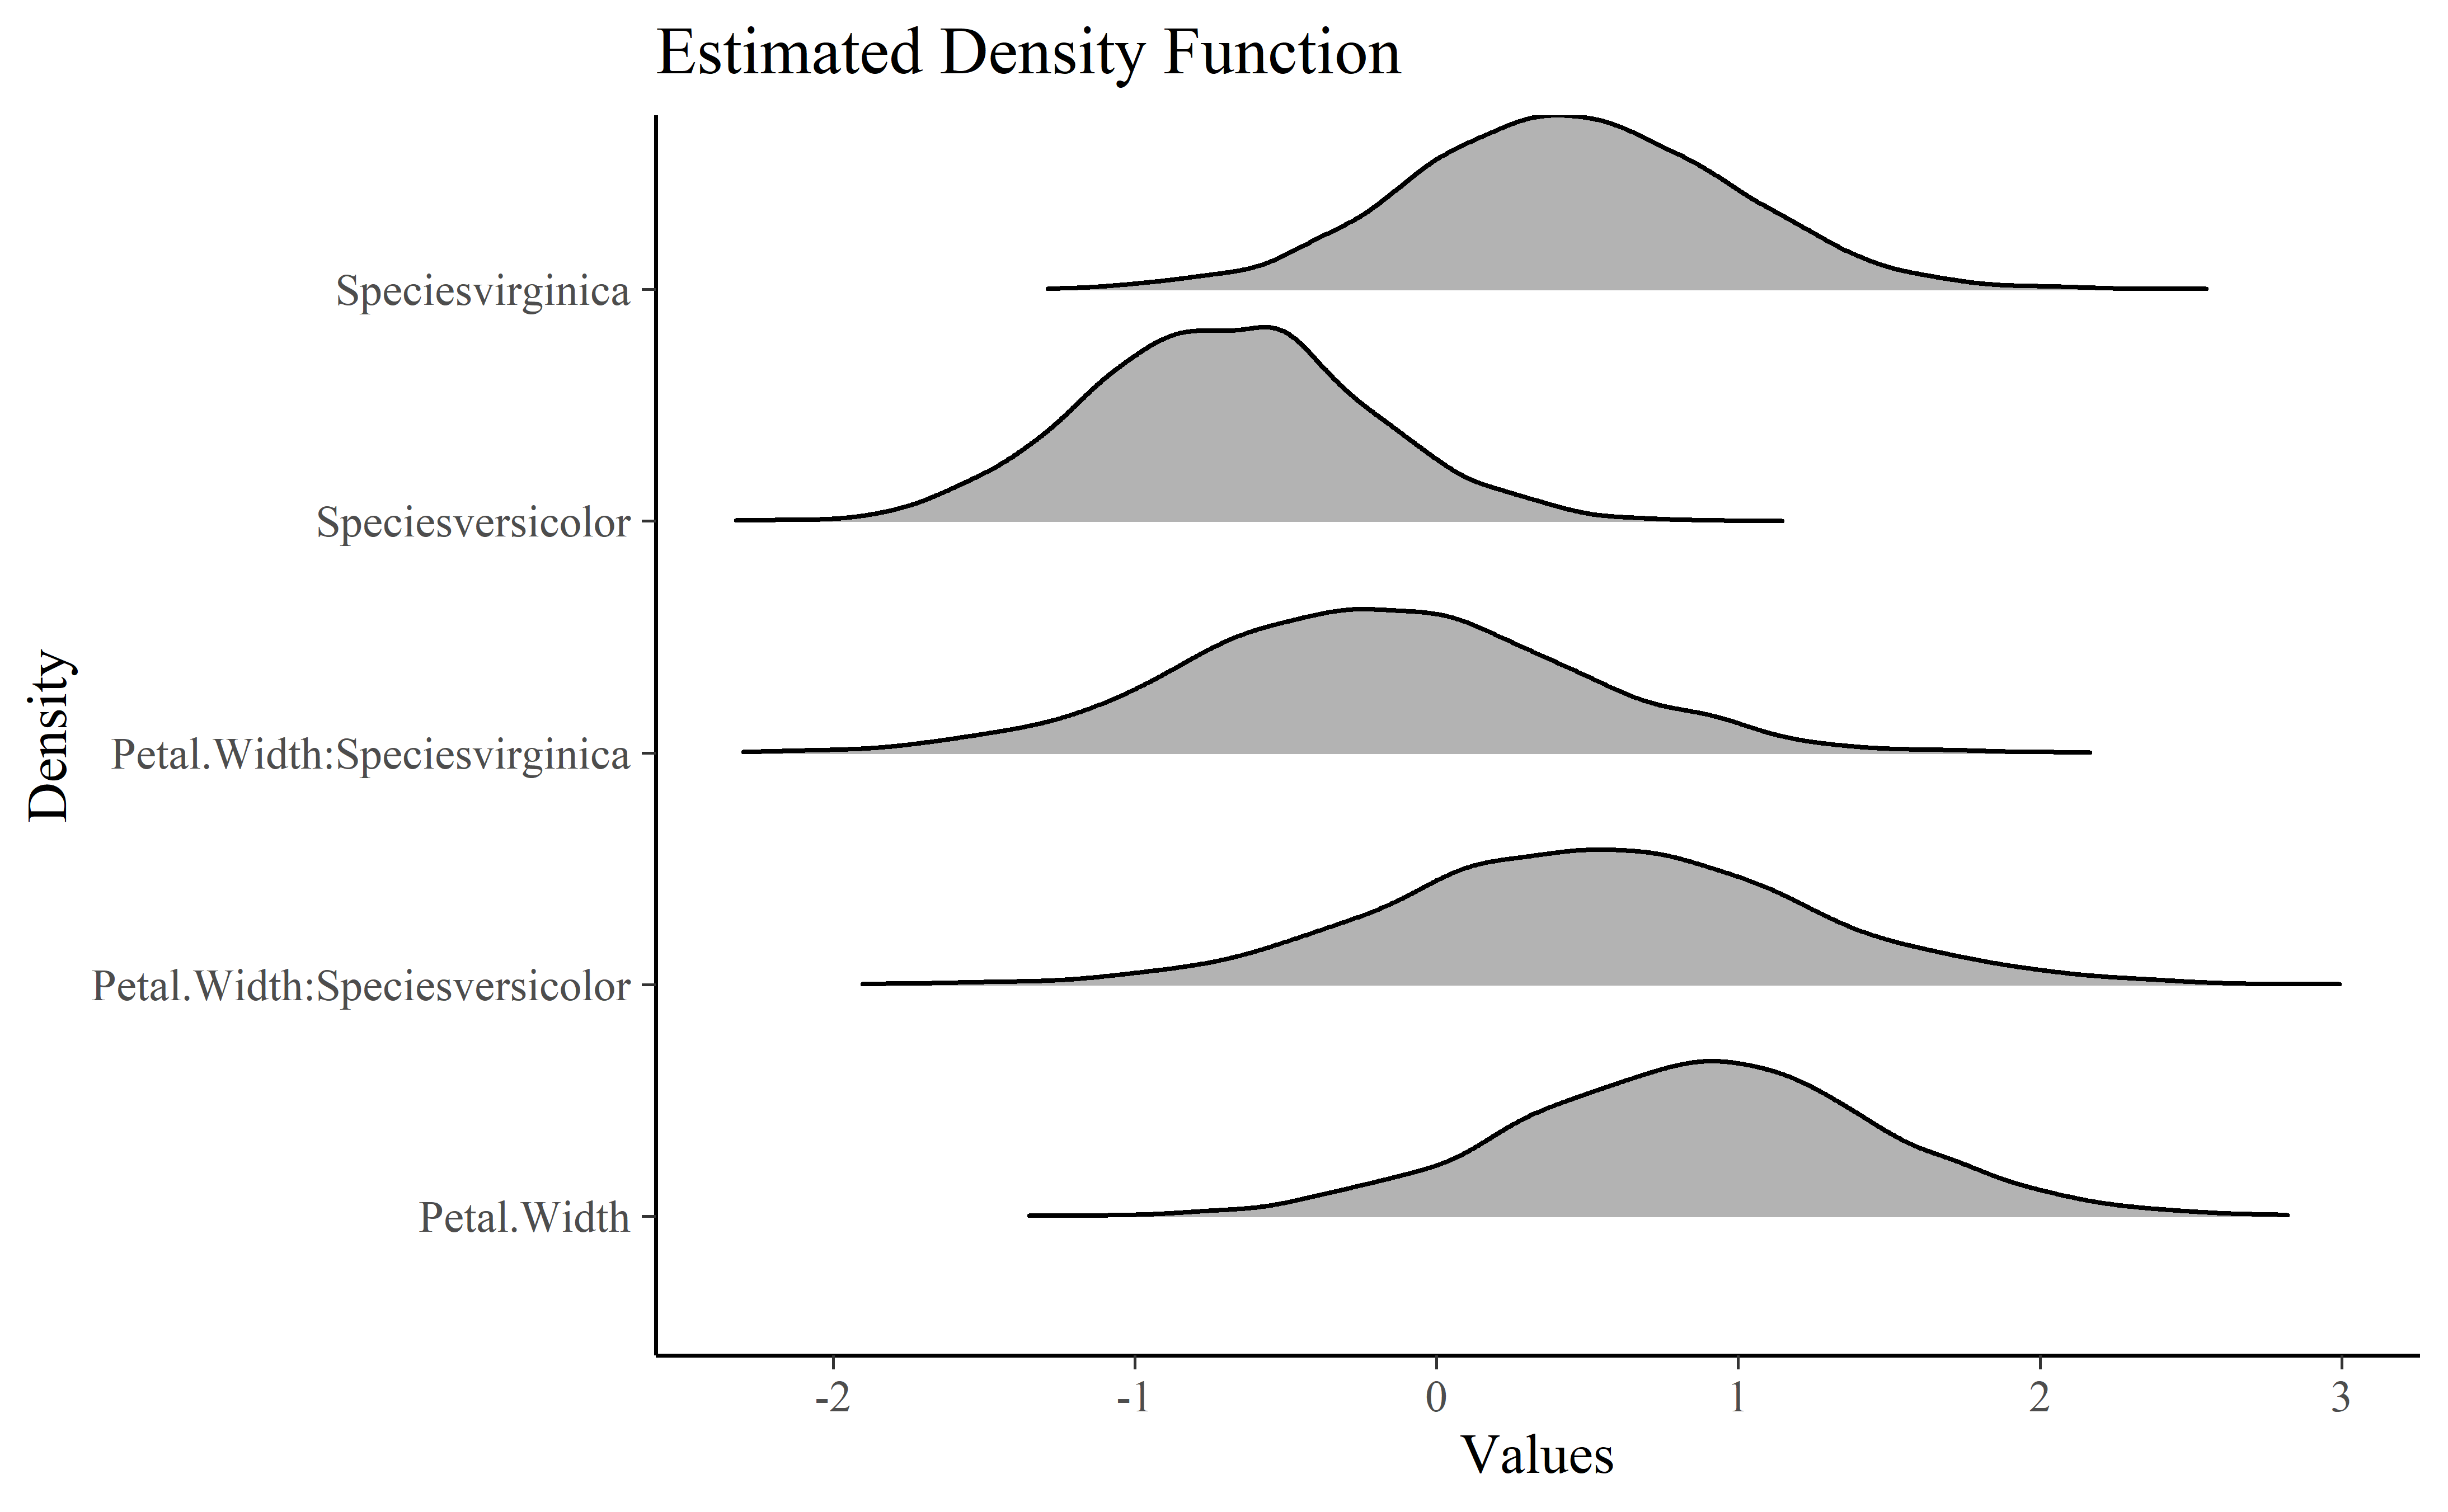 Estimated Density Function
Speciesvirginica
Speciesversicolor
Petal.Width:Speciesvirginica
Petal.Width:Speciesversicolor
Petal.Width
Density
-2 -1 0 1 2 3
Values